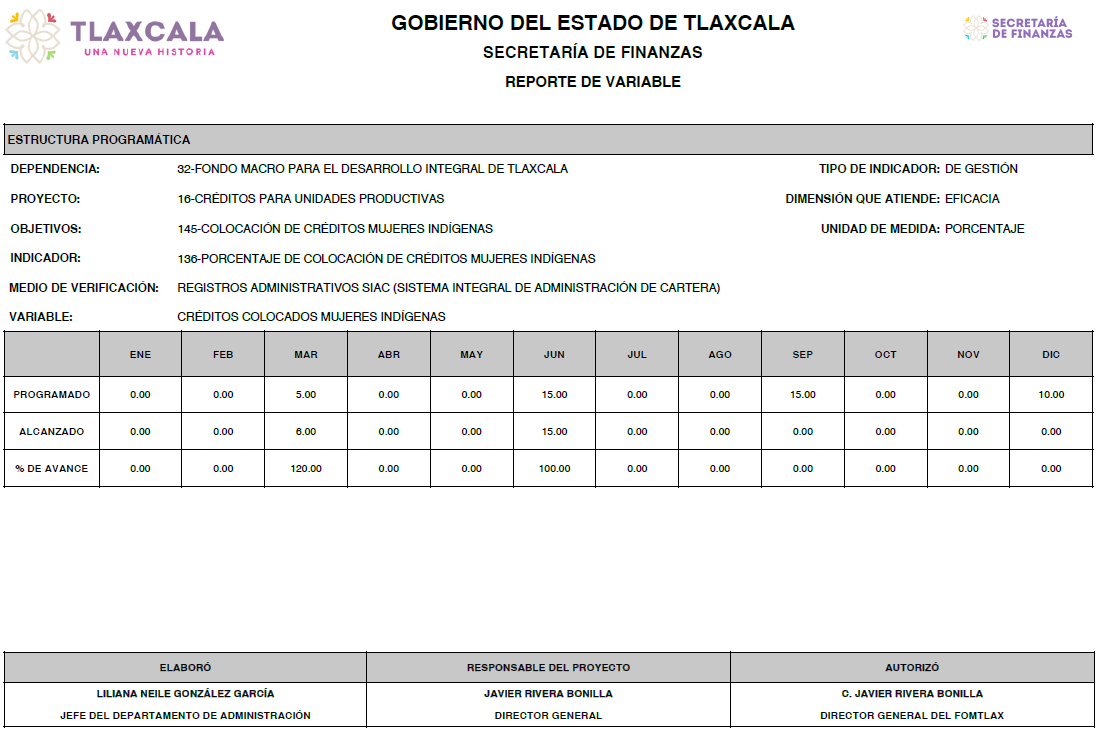 TLAXCALA
UNA NUEVA HISTORIA
GOBIERNO DEL ESTADO DE TLAXCALA
SECRETARÍA DE FINANZAS
REPORTE DE VARIABLE
SECRETARÍA
DE FINANZAS
ESTRUCTURA PROGRAMÁTICA
DEPENDENCIA: 32-FONDO MACRO PARA EL DESARROLLO INTEGRAL DE TLAXCALA TIPO DE INDICADOR: DE GESTIÓN
PROYECTO: 16-CRÉDITOS PARA UNIDADES PRODUCTIVAS DIMENSIÓN QUE ATIENDE: EFICACIA
OBJETIVOS: 145-COLOCACIÓN DE CRÉDITOS MUJERES INDÍGENAS UNIDAD DE MEDIDA: PORCENTAJE
INDICADOR: 136-PORCENTAJE DE COLOCACIÓN DE CRÉDITOS MUJERES INDÍGENAS
MEDIO DE VERIFICACIÓN: REGISTROS ADMINISTRATIVOS SIAC (SISTEMA INTEGRAL DE ADMINISTRACIÓN DE CARTERA)
VARIABLE: CRÉDITOS COLOCADOS MUJERES INDÍGENAS
ENE FEB MAR ABR MAY JUN JUL AGO SEP OCT NOV DIC
PROGRAMADO 0.00 0.00 5.00 0.00 0.00 15.00 0.00 0.00 15.00 0.00 0.00 10.00
ALCANZADO 0.00 0.00 6.00 0.00 0.00 15.00 0.00 0.00 0.00 0.00 0.00 0.00
% DE AVANCE 0.00 0.00 120.00 0.00 0.00 100.00 0.00 0.00 0.00 0.00 0.00 0.00
ELABORÓ RESPONSABLE DEL PROYECTO AUTORIZÓ
LILIANA NEILE GONZÁLEZ GARCÍA JAVIER RIVERA BONILLA C. JAVIER RIVERA BONILLA
JEFE DEL DEPARTAMENTO DE ADMINISTRACIÓN DIRECTOR GENERAL DIRECTOR GENERAL DEL FOMTLAX